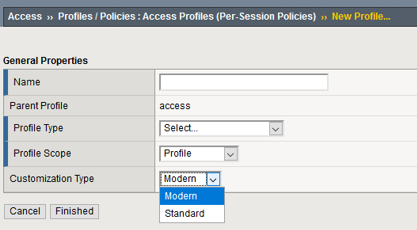 Access ›› Profiles / Policies : Access Profiles (Per-Session Policies) ›› New Profile...
General Properties
Name
Parent Profile access
Profile Type Select...
Profile Scope Profile
Customization Type Modern
Modern
Standard
Cancel Finished